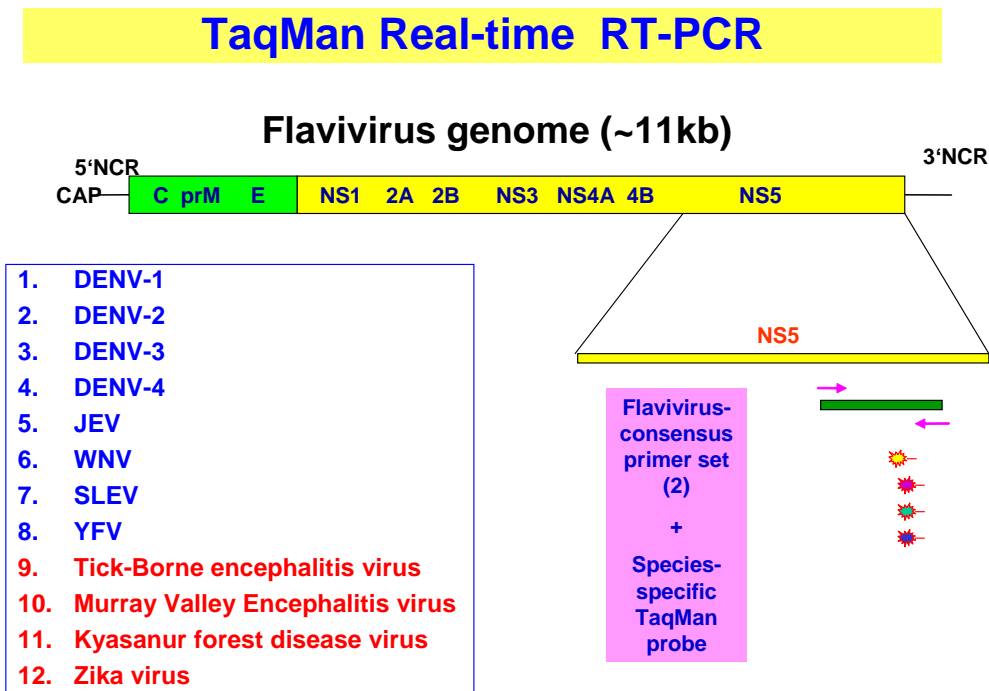 TaqMan Real-time RT-PCR
Flavivirus genome (~11kb)
5‘NCR
3‘NCR
CAP
C prM E NS1 2A 2B NS3 NS4A 4B NS5
1. DENV-1
2. DENV-2
3. DENV-3
4. DENV-4
5. JEV
6. WNV
7. SLEV
8. YFV
9. Tick-Borne encephalitis virus
10. Murray Valley Encephalitis virus
11. Kyasanur forest disease virus
12. Zika virus
NS5
Flavivirus-
consensus
primer set
(2)
+
Species-
specific
TaqMan
probe